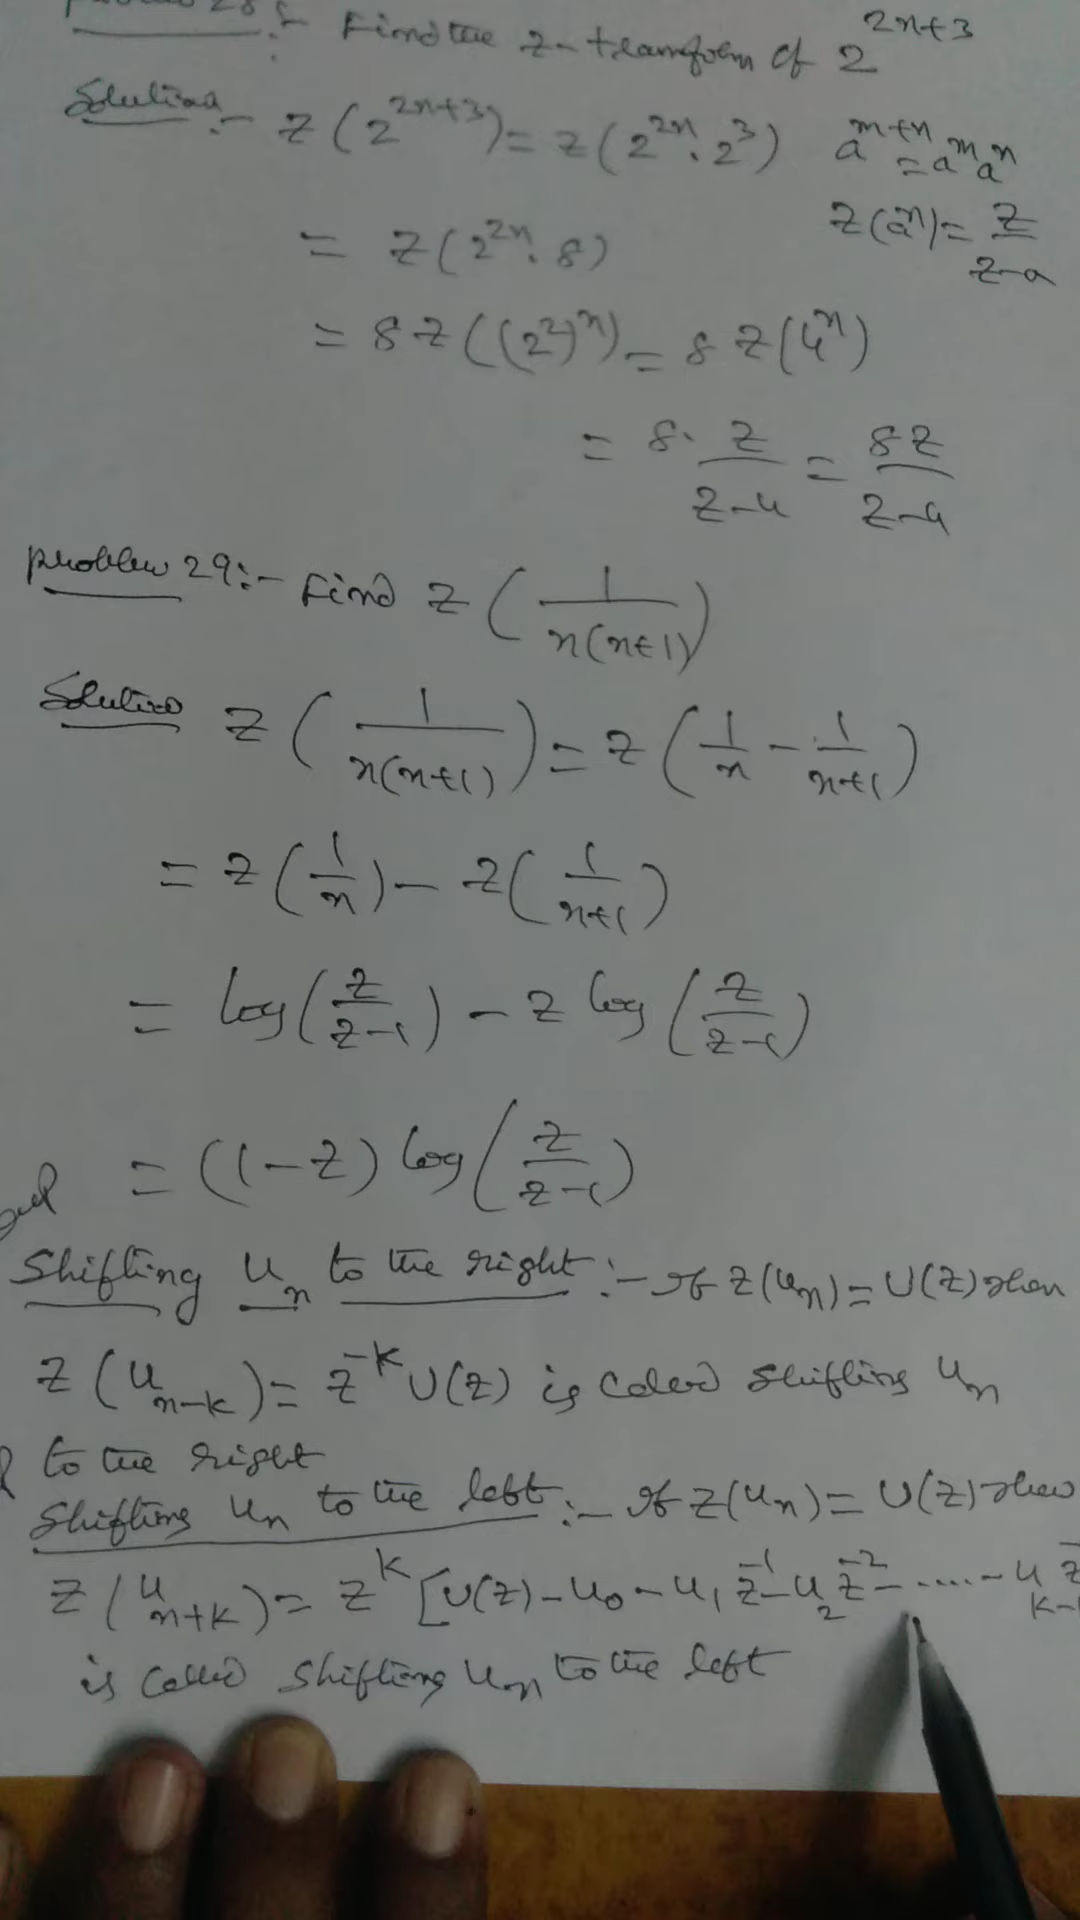 28 :- Find the z-transform of 2^{2n+3}
Solution :- z(2^{2n+3}) = z(2^{2n}.2^3) a^{m+n} = a^m a^n
= z(2^{2n}.8) z(a^n) = z/(z-a)
= 8z((2^2)^n) = 8z(4^n)
= 8.z/(z-4) = 8z/(z-4)
Problem 29:- Find z(1/(n(n+1)))
Solution z(1/(n(n+1))) = z(1/n - 1/(n+1))
= z(1/n) - z(1/(n+1))
= log(z/(z-1)) - z log(z/(z-1))
= (1-z) log(z/(z-1))
Shifting u_n to the right :- If z(u_n) = U(z) then
z(u_{n-k}) = z^{-k} U(z) is called shifting u_n
to the right
Shifting u_n to the left :- If z(u_n) = U(z) then
z(u_{n+k}) = z^k [U(z) - u_0 - u_1 z^{-1} - u_2 z^{-2} - .... - u_{k-1} z
is called shifting u_n to the left